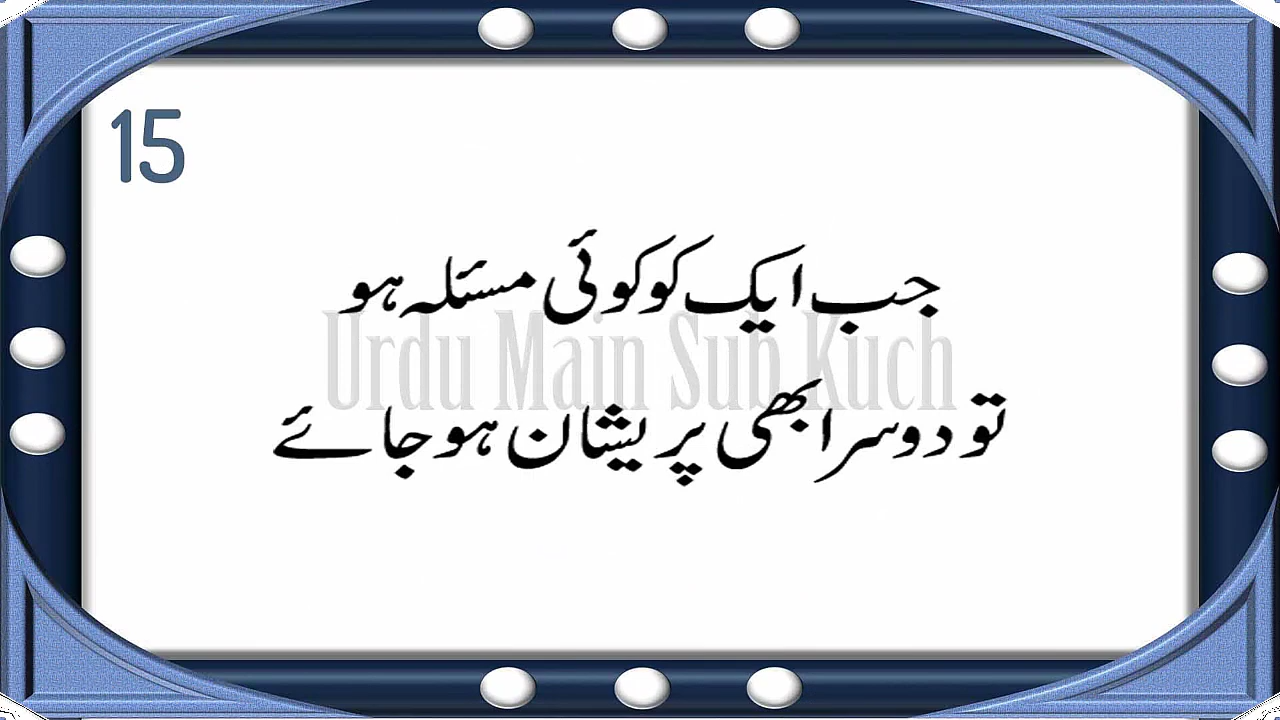 15
جب ایک کو کوئی مسئلہ ہو
Urdu Main Sub Kuch
تو دوسرا بھی پریشان ہو جائے